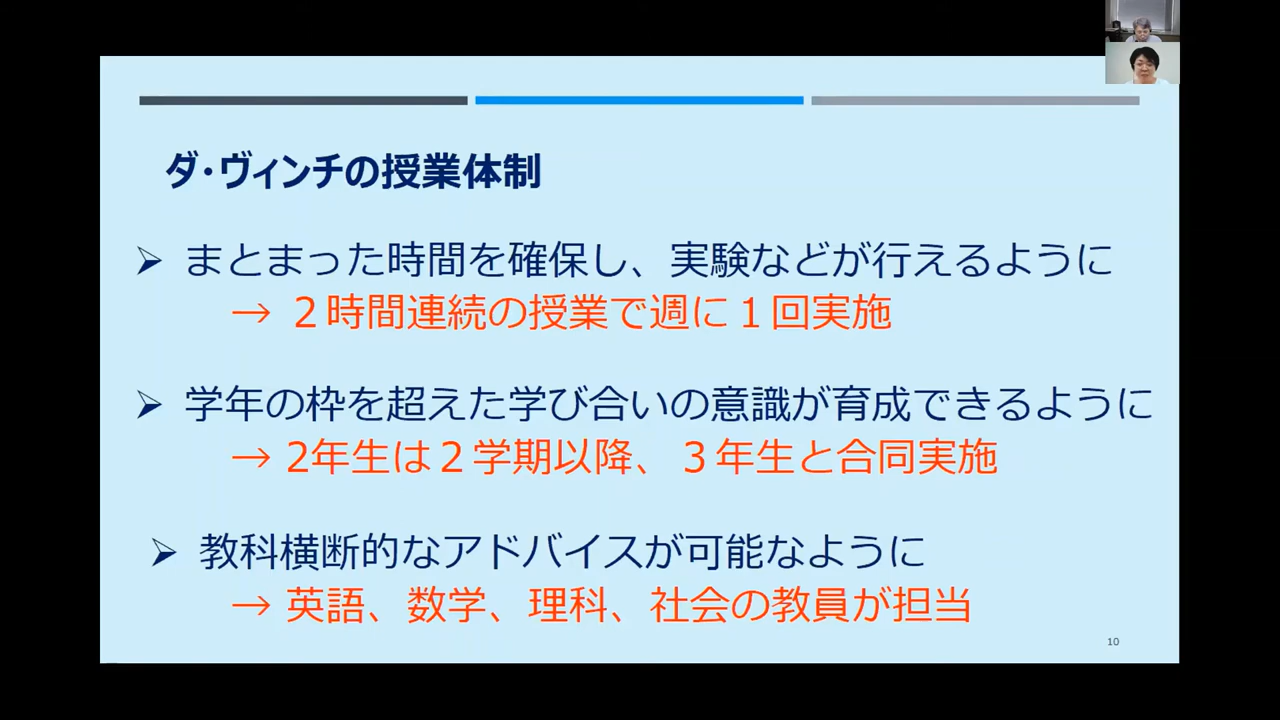 ダ・ヴィンチの授業体制
➢ まとまった時間を確保し、実験などが行えるように
→ ２時間連続の授業で週に１回実施
➢ 学年の枠を超えた学び合いの意識が育成できるように
→ 2年生は２学期以降、３年生と合同実施
➢ 教科横断的なアドバイスが可能なように
→ 英語、数学、理科、社会の教員が担当
10